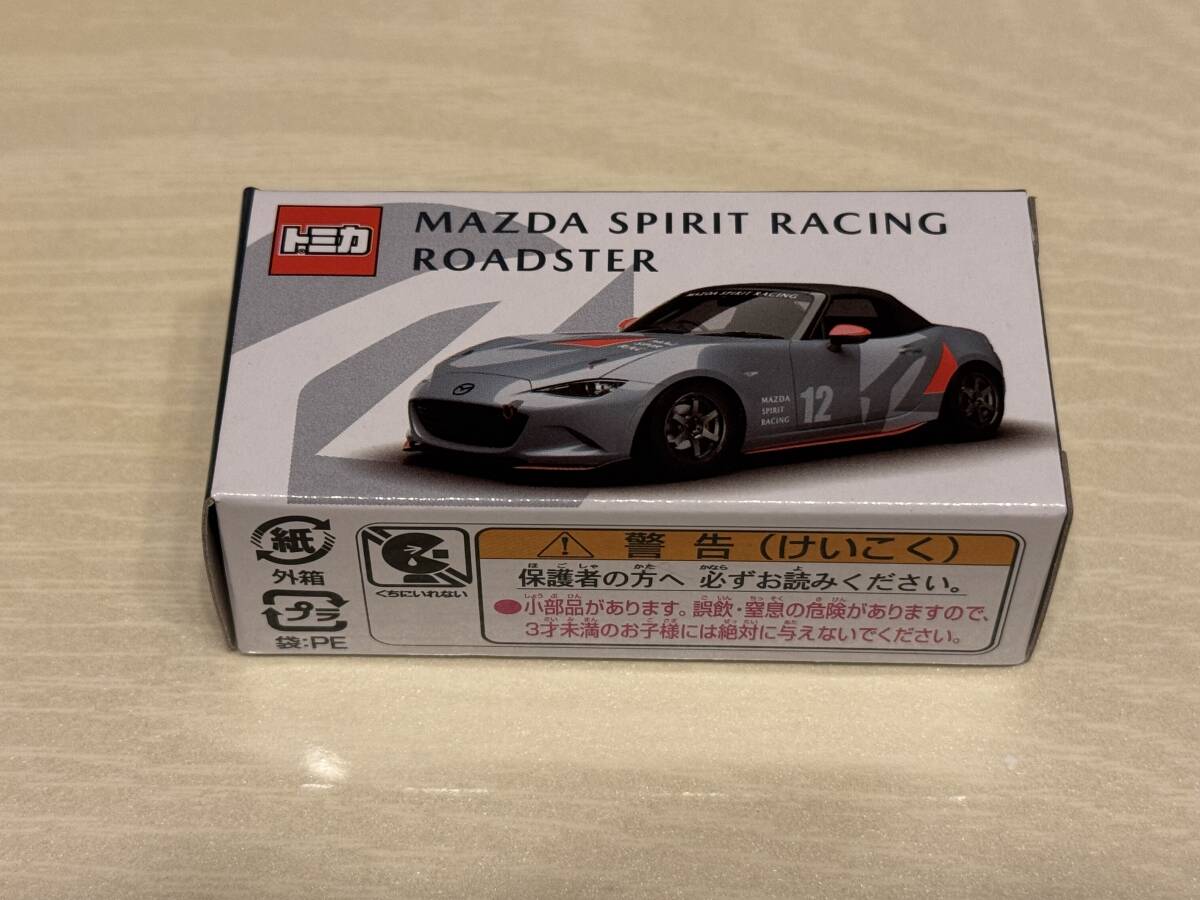 トミカ
MAZDA SPIRIT RACING
ROADSTER
MAZDA SPIRIT RACING
MAZDA
SPIRIT
RACING
12
紙
外箱
プラ
袋:PE
くちにいれない
警告(けいこく)
保護者の方へ 必ずお読みください。
●小部品があります。誤飲・窒息の危険がありますので、
3才未満のお子様には絶対に与えないでください。